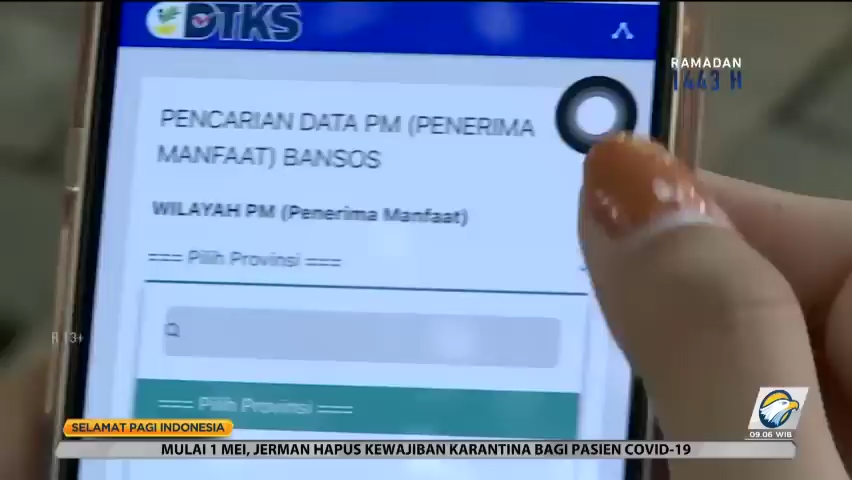 DTKS
RAMADAN
1443 H
PENCARIAN DATA PM (PENERIMA
MANFAAT) BANSOS
WILAYAH PM (Penerima Manfaat)
=== Pilih Provinsi ===
R 13+
=== Pilih Provinsi ===
SELAMAT PAGI INDONESIA
09.06 WIB
MULAI 1 MEI, JERMAN HAPUS KEWAJIBAN KARANTINA BAGI PASIEN COVID-19